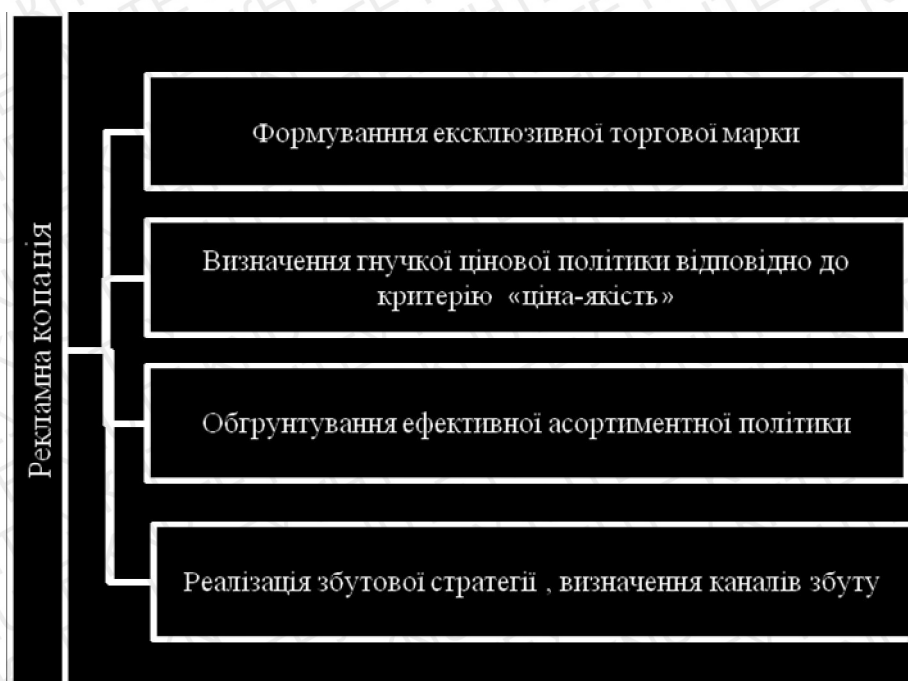 Рекламна копанія
Формуванння ексклюзивної торгової марки
Визначення гнучкої цінової політики відповідно до
критерію «ціна-якість»
Обгрунтування ефективної асортиментної політики
Реалізація збутової стратегії , визначення каналів збуту